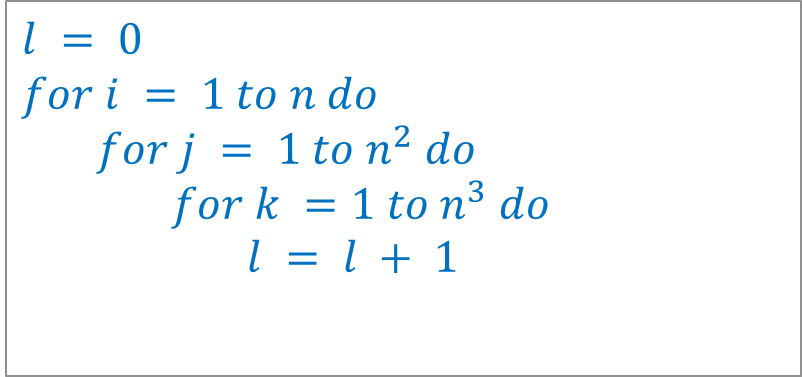 l = 0
for i = 1 to n do
for j = 1 to n² do
for k = 1 to n³ do
l = l + 1